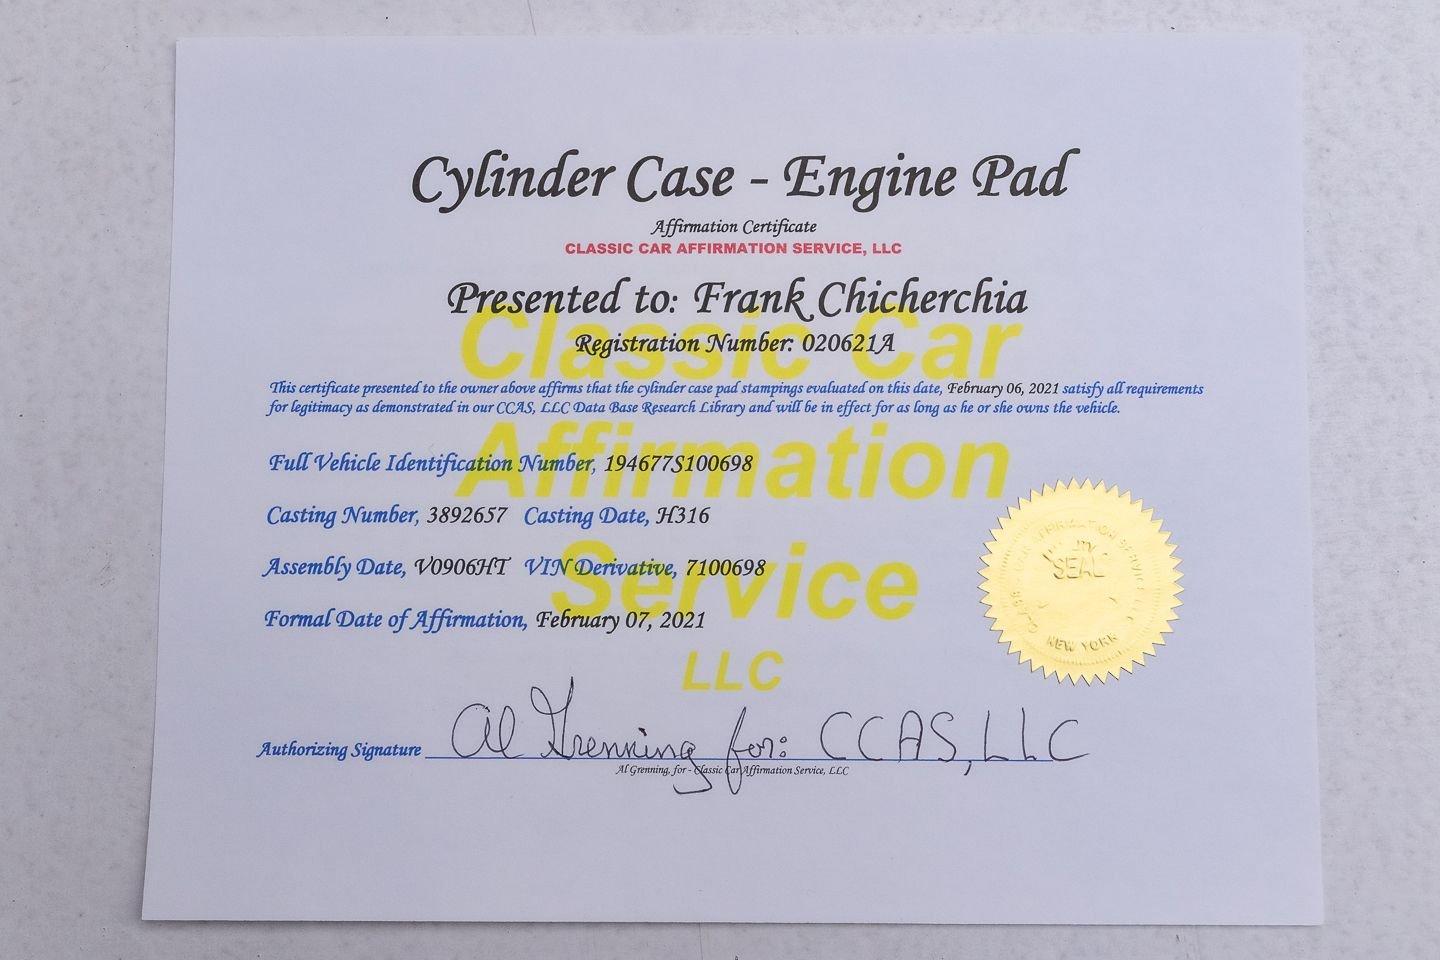 Cylinder Case - Engine Pad
Affirmation Certificate
CLASSIC CAR AFFIRMATION SERVICE, LLC
Presented to: Frank Chicherchia
Registration Number: 020621A
This certificate presented to the owner above affirms that the cylinder case pad stampings evaluated on this date, February 06, 2021 satisfy all requirements
for legitimacy as demonstrated in our CCAS, LLC Data Base Research Library and will be in effect for as long as he or she owns the vehicle.
Full Vehicle Identification Number, 194677S100698
Casting Number, 3892657 Casting Date, H316
Assembly Date, V0906HT VIN Derivative, 7100698
Formal Date of Affirmation, February 07, 2021
Classic Car
Affirmation
Service
LLC
SEAL
NEW YORK
Authorizing Signature Al Grenning for: CCAS, LLC
Al Grenning, for - Classic Car Affirmation Service, LLC